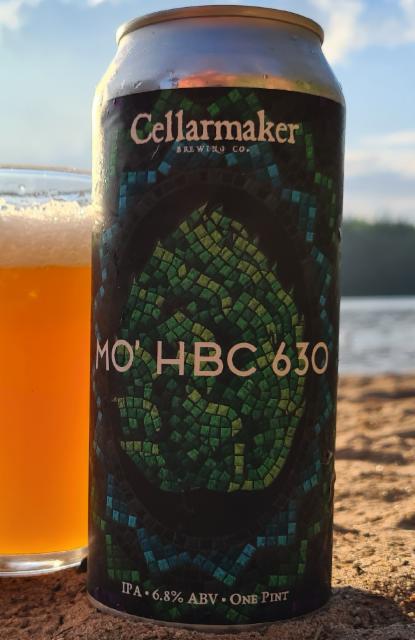 Cellarmaker
BREWING CO.
MO' HBC 630
IPA • 6.8% ABV • ONE PINT